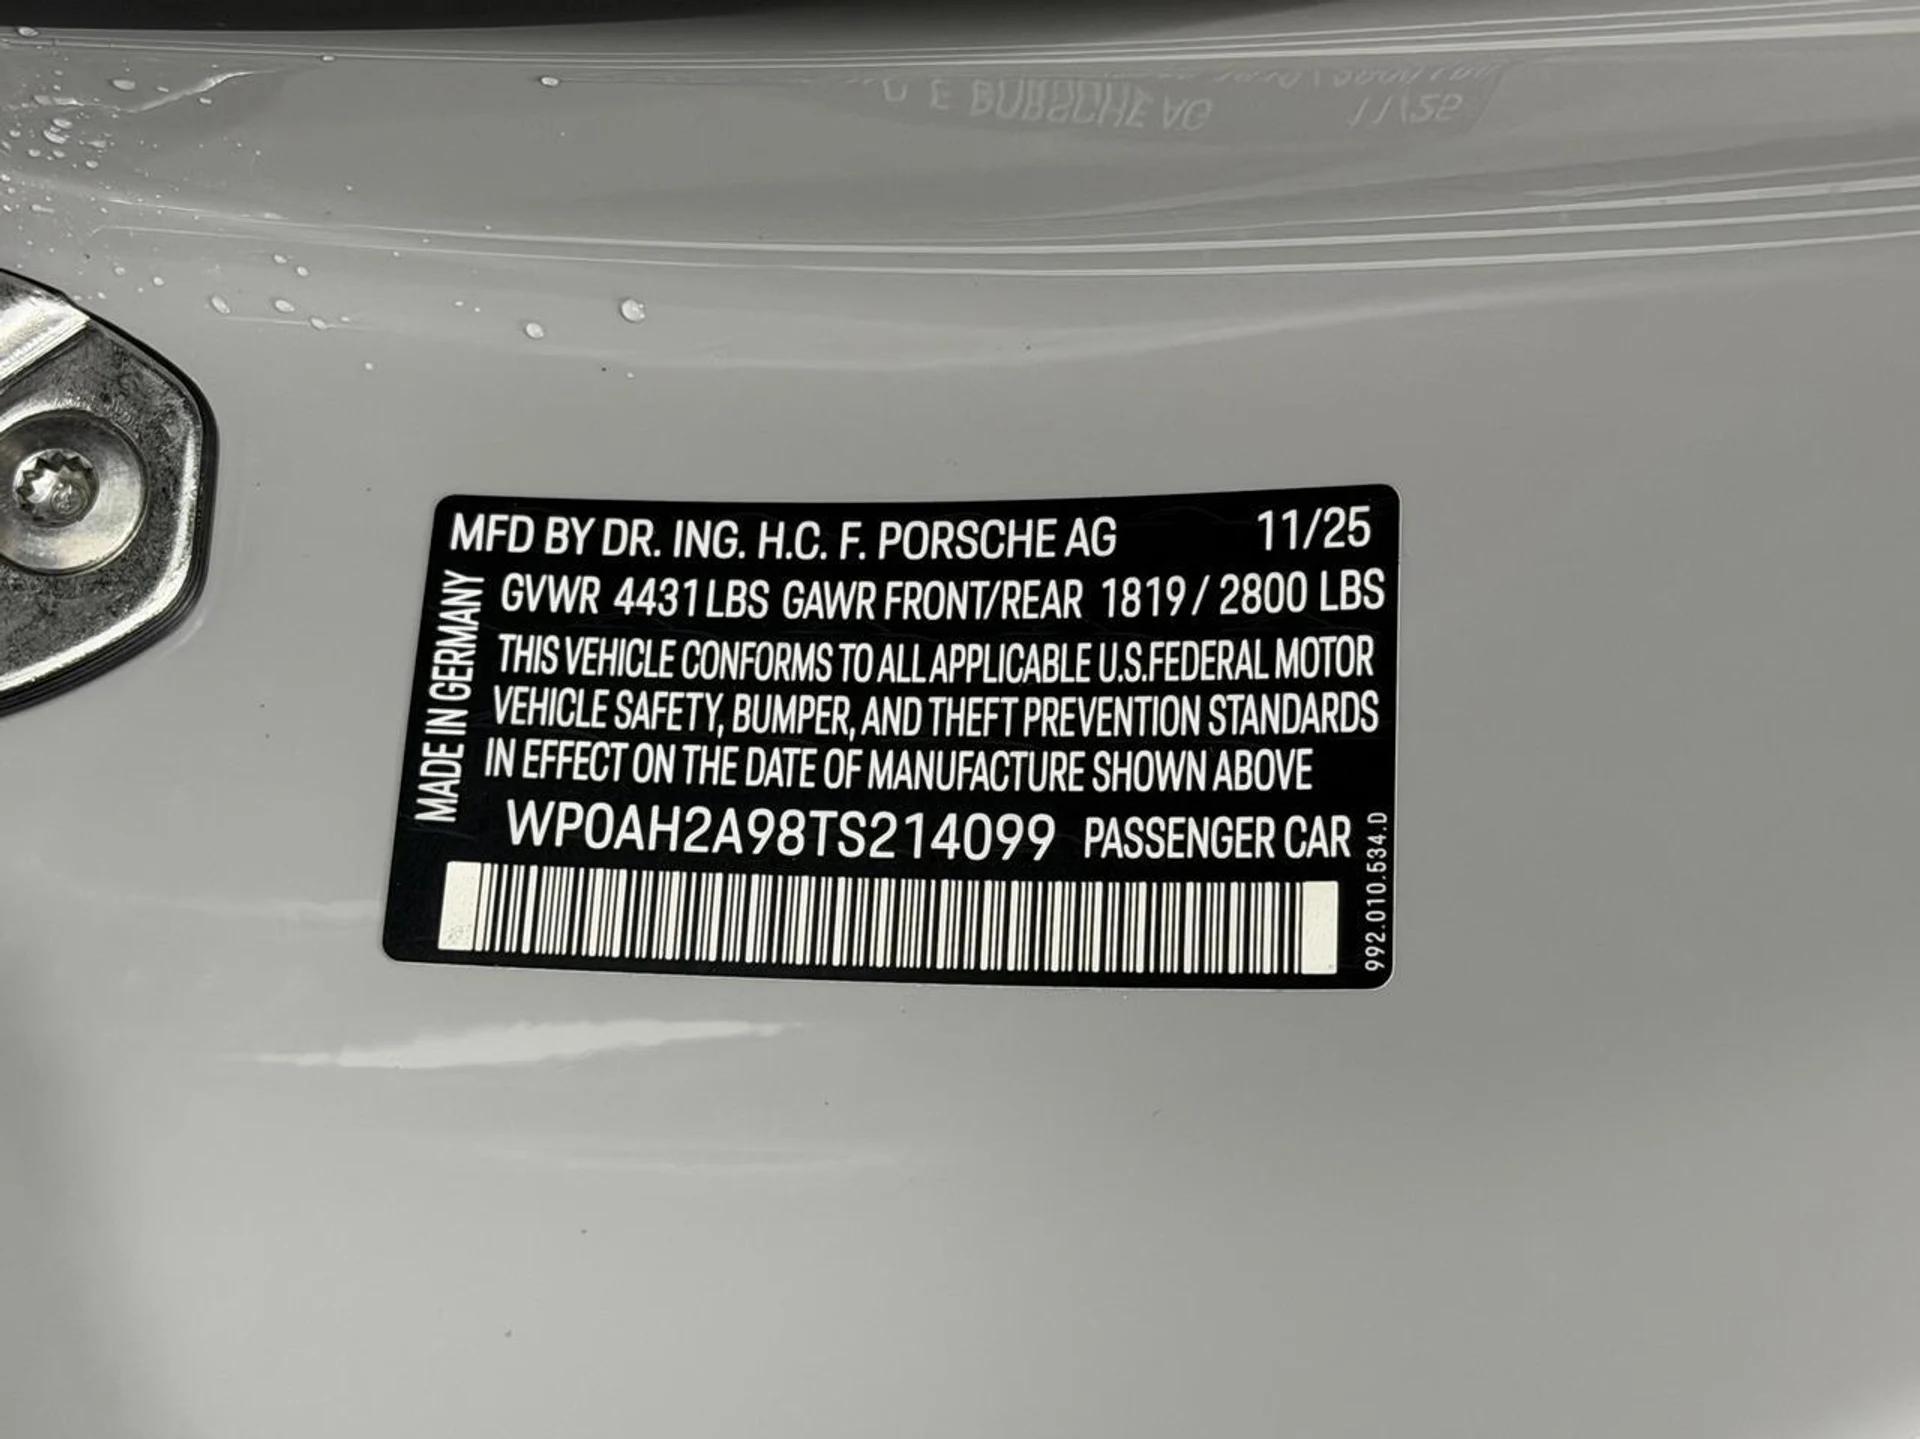 MFD BY DR. ING. H.C. F. PORSCHE AG 11/25
GVWR 4431 LBS GAWR FRONT/REAR 1819 / 2800 LBS
THIS VEHICLE CONFORMS TO ALL APPLICABLE U.S.FEDERAL MOTOR
VEHICLE SAFETY, BUMPER, AND THEFT PREVENTION STANDARDS
IN EFFECT ON THE DATE OF MANUFACTURE SHOWN ABOVE
WP0AH2A98TS214099 PASSENGER CAR
MADE IN GERMANY
992.010.534.D